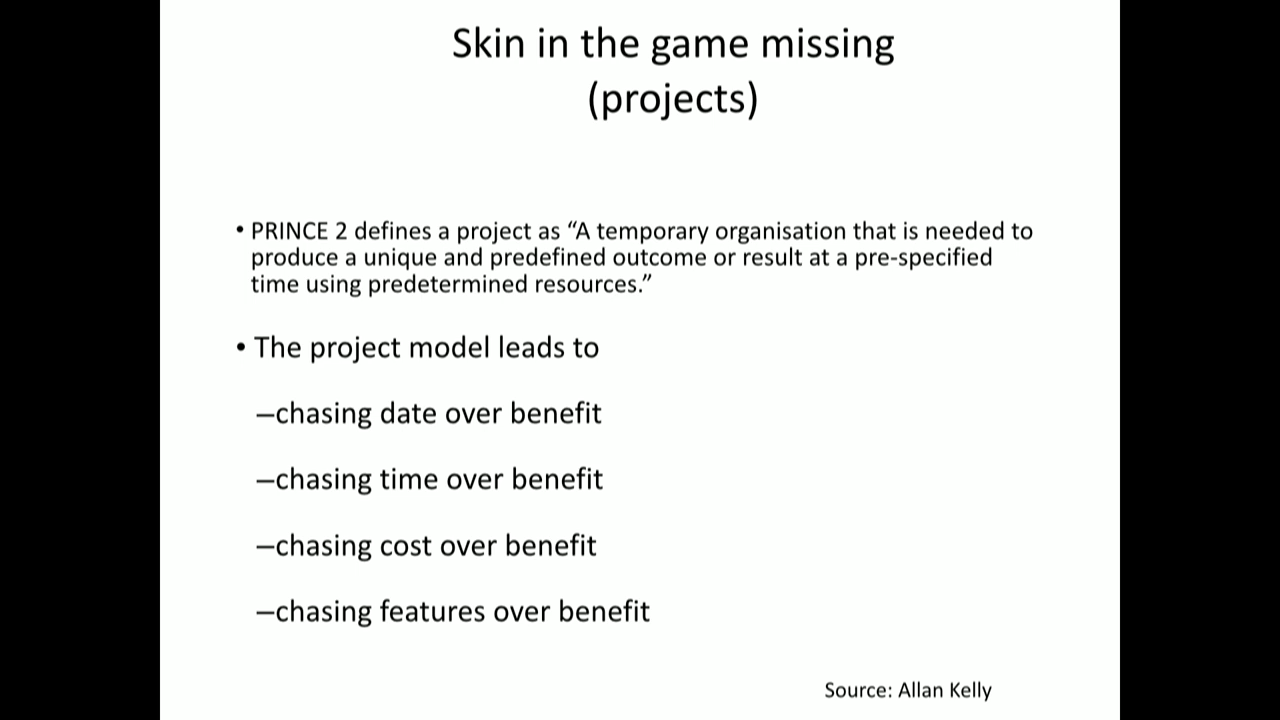 Skin in the game missing
(projects)
• PRINCE 2 defines a project as “A temporary organisation that is needed to
produce a unique and predefined outcome or result at a pre-specified
time using predetermined resources.”
• The project model leads to
–chasing date over benefit
–chasing time over benefit
–chasing cost over benefit
–chasing features over benefit
Source: Allan Kelly